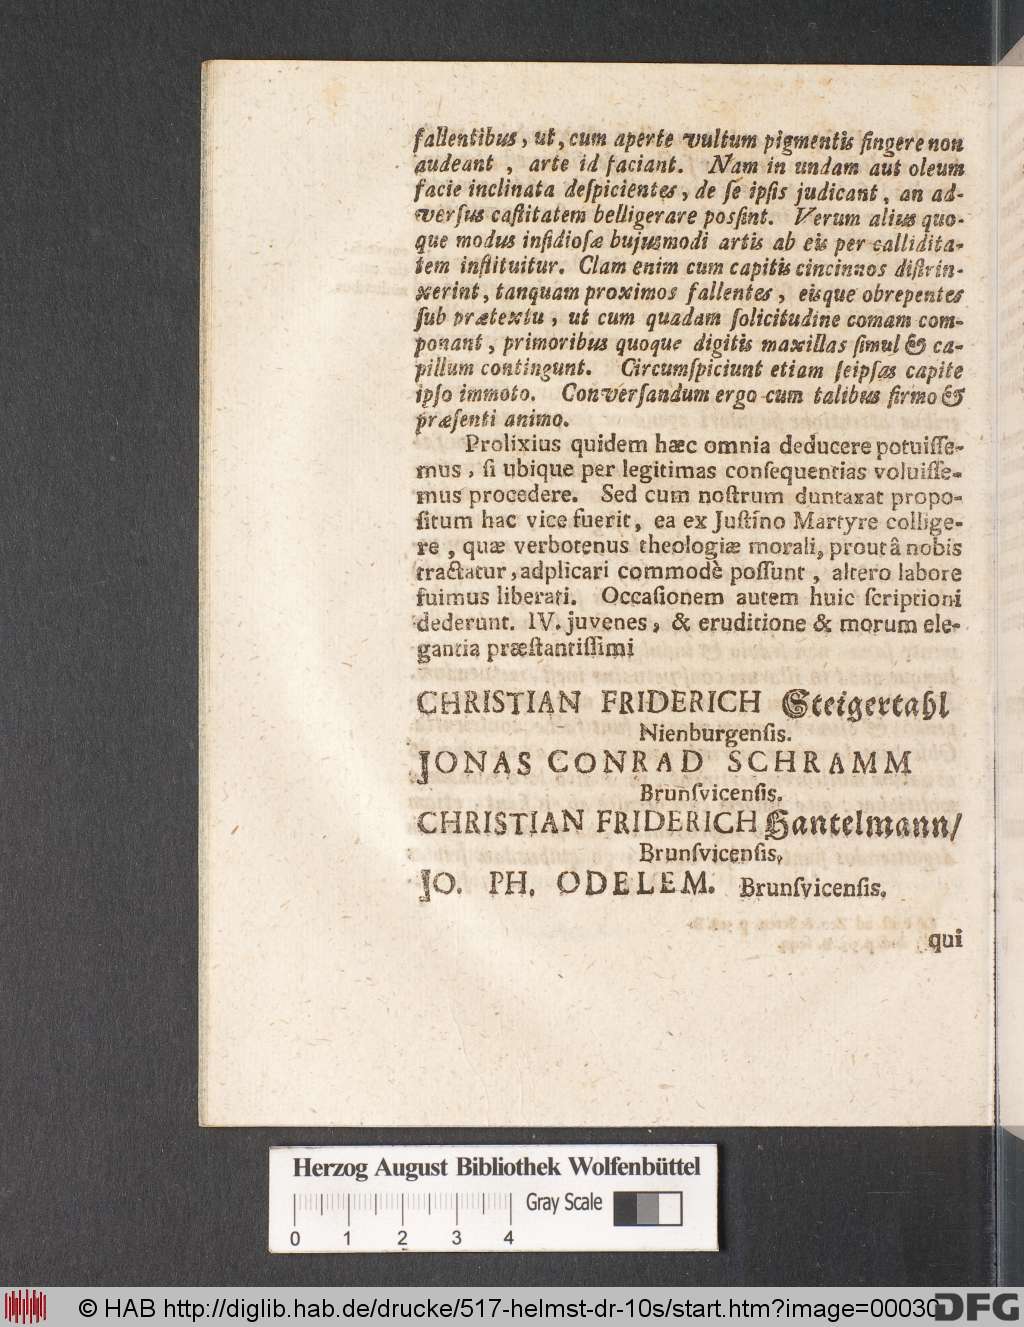 fallentibus, ut, cum aperte vultum pigmentis fingere non
audeant , arte id faciant. Nam in undam aut oleum
facie inclinata deſpicientes, de ſe ipſis judicant, an ad-
verſus caſtitatem belligerare poſſint. Verum alius quo-
que modus inſidioſæ hujusmodi artis ab eis per callidita-
tem inſtituitur. Clam enim cum capitis cincinnos diſtrin-
xerint, tanquam proximos fallentes, eisque obrepentes
ſub prætextu, ut cum quadam ſolicitudine comam com-
ponant, primoribus quoque digitis maxillas ſimul & ca-
pillum contingunt. Circumſpiciunt etiam ſeipſas capite
ipſo immoto. Converſandum ergo cum talibus firmo &
præſenti animo.
Prolixius quidem hæc omnia deducere potuiſſe-
mus, ſi ubique per legitimas conſequentias voluiſſe-
mus procedere. Sed cum noſtrum duntaxat propo-
ſitum hac vice fuerit, ea ex Juſtino Martyre collige-
re, quæ verbotenus theologiæ morali, prout â nobis
tractatur, adplicari commodè poſſunt, altero labore
fuimus liberati. Occaſionem autem huic ſcriptioni
dederunt. IV. juvenes, & eruditione & morum ele-
gantia præſtantiſſimi
CHRISTIAN FRIDERICH Steigertahl
Nienburgenſis.
JONAS CONRAD SCHRAMM
Brunſvicenſis.
CHRISTIAN FRIDERICH Hantelmann/
Brunſvicenſis,
JO. PH. ODELEM. Brunſvicenſis.
qui
Herzog August Bibliothek Wolfenbüttel
Gray Scale
0 1 2 3 4
© HAB http://diglib.hab.de/drucke/517-helmst-dr-10s/start.htm?image=00030
DFG